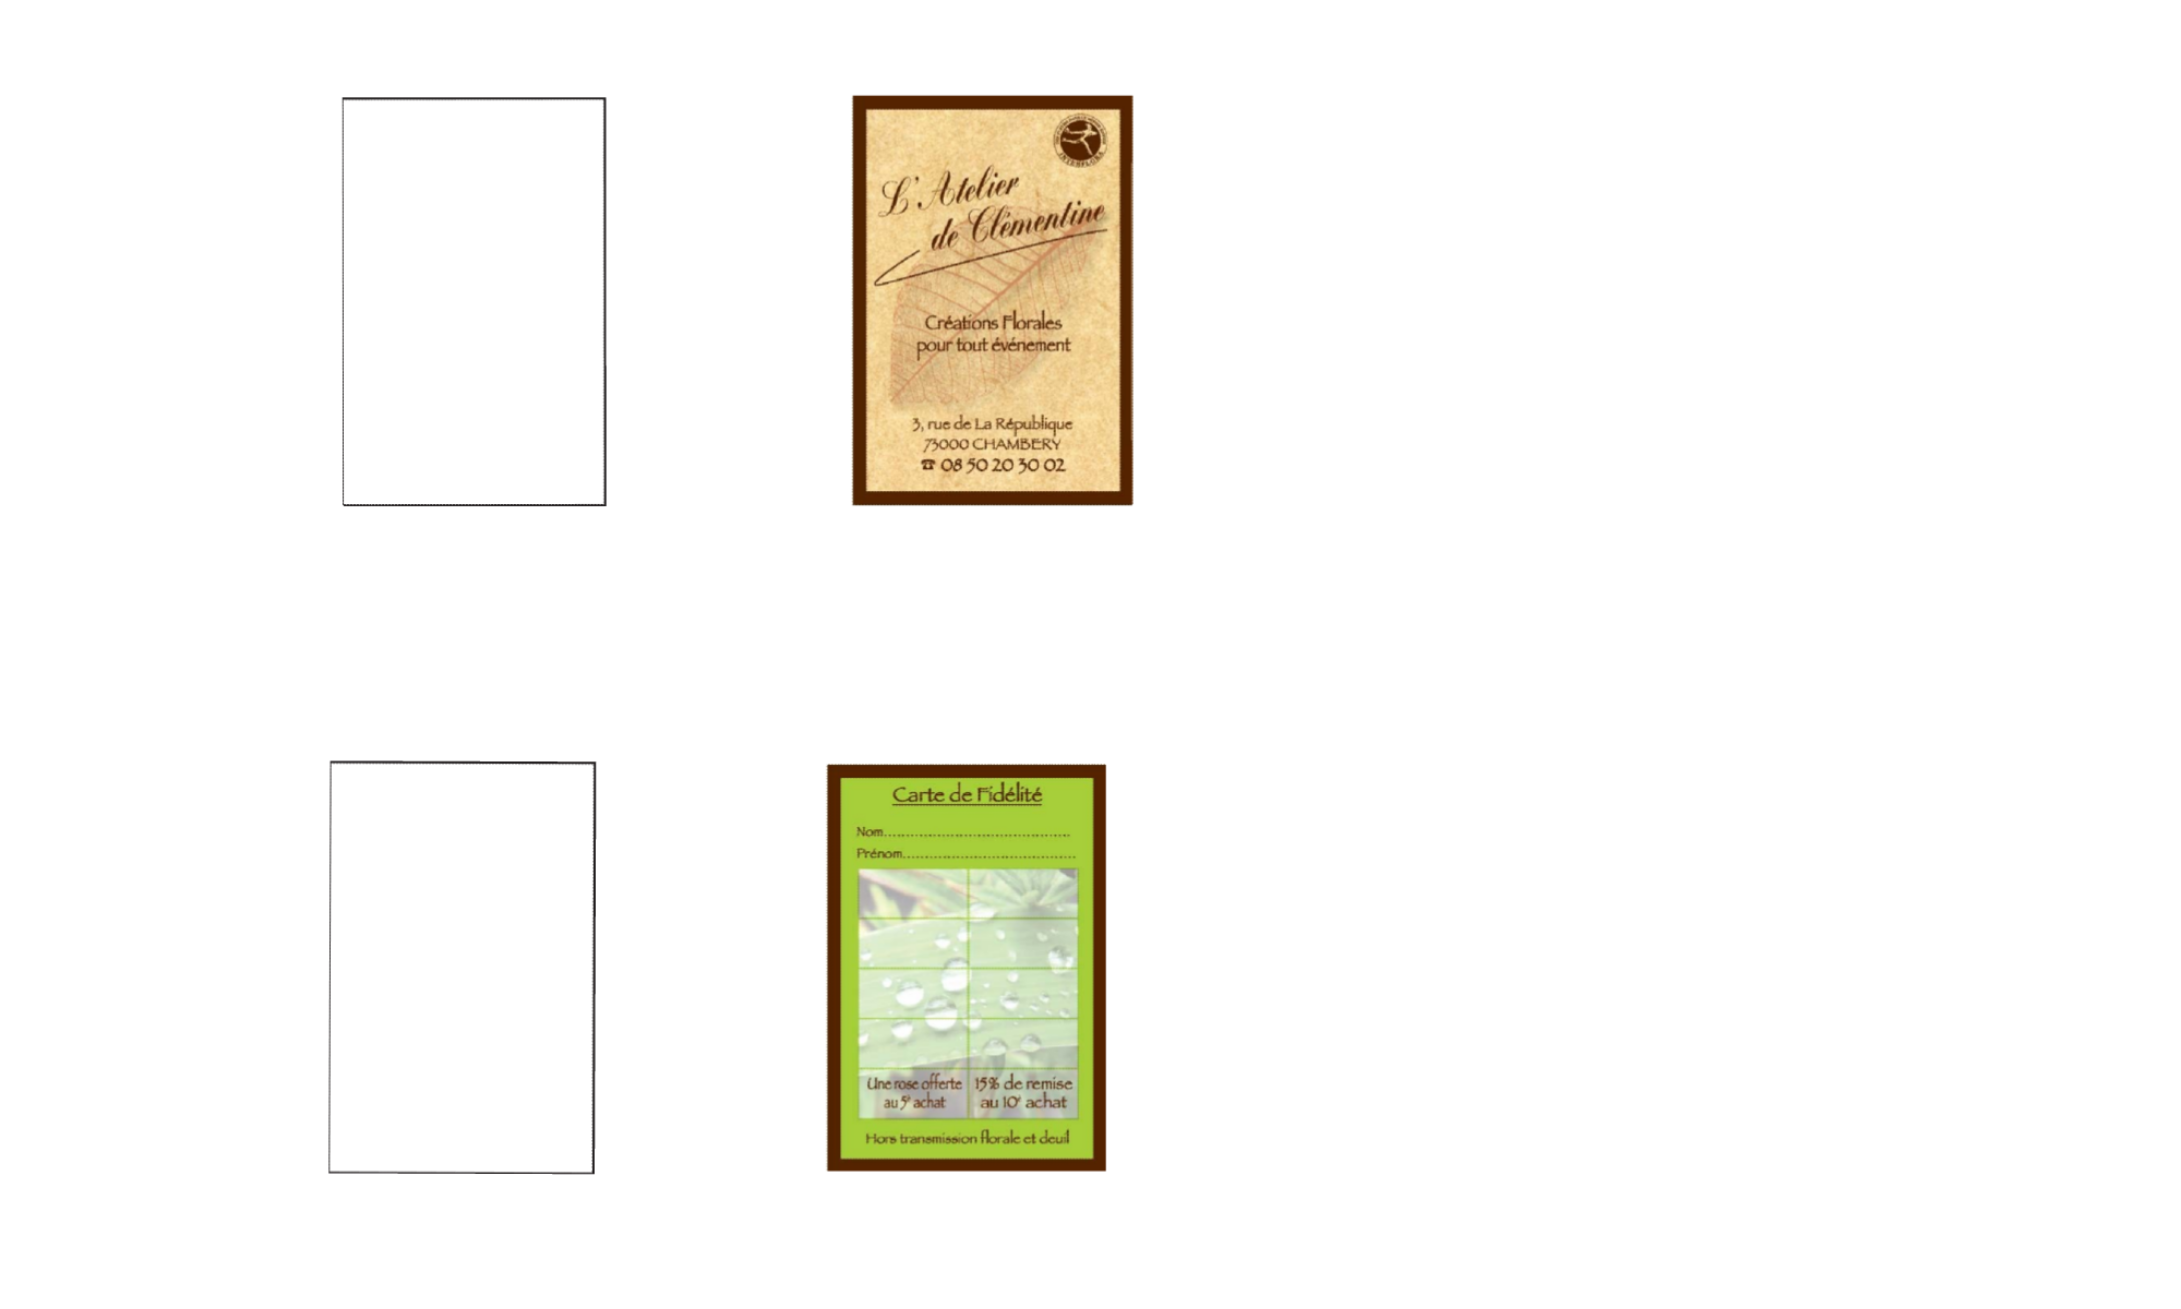 INTERFLORA
L'Atelier
de Clémentine
Créations Florales
pour tout événement
3, rue de La République
73000 CHAMBERY
☎ 08 50 20 30 02
Carte de Fidélité
Nom..........................................
Prénom.......................................
Une rose offerte
au 5e achat
15% de remise
au 10e achat
Hors transmission florale et deuil